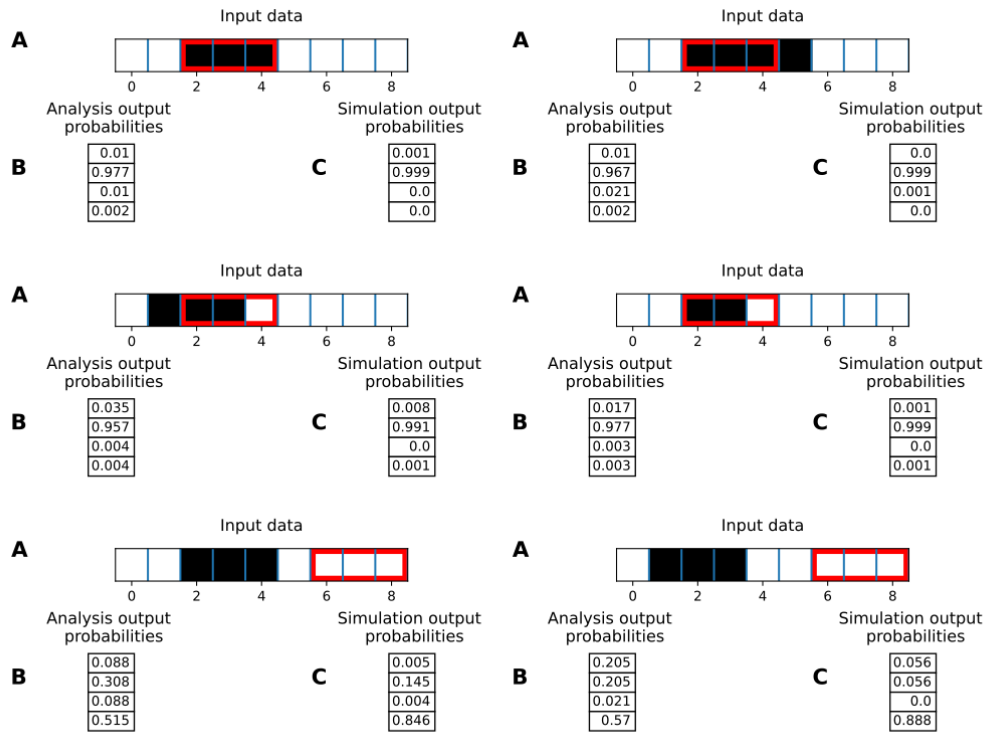 Input data
A
0 2 4 6 8
Analysis output probabilities
Simulation output probabilities
B
0.01
0.977
0.01
0.002
C
0.001
0.999
0.0
0.0
Input data
A
0 2 4 6 8
Analysis output probabilities
Simulation output probabilities
B
0.01
0.967
0.021
0.002
C
0.0
0.999
0.001
0.0
Input data
A
0 2 4 6 8
Analysis output probabilities
Simulation output probabilities
B
0.035
0.957
0.004
0.004
C
0.008
0.991
0.0
0.001
Input data
A
0 2 4 6 8
Analysis output probabilities
Simulation output probabilities
B
0.017
0.977
0.003
0.003
C
0.001
0.999
0.0
0.001
Input data
A
0 2 4 6 8
Analysis output probabilities
Simulation output probabilities
B
0.088
0.308
0.088
0.515
C
0.005
0.145
0.004
0.846
Input data
A
0 2 4 6 8
Analysis output probabilities
Simulation output probabilities
B
0.205
0.205
0.021
0.57
C
0.056
0.056
0.0
0.888